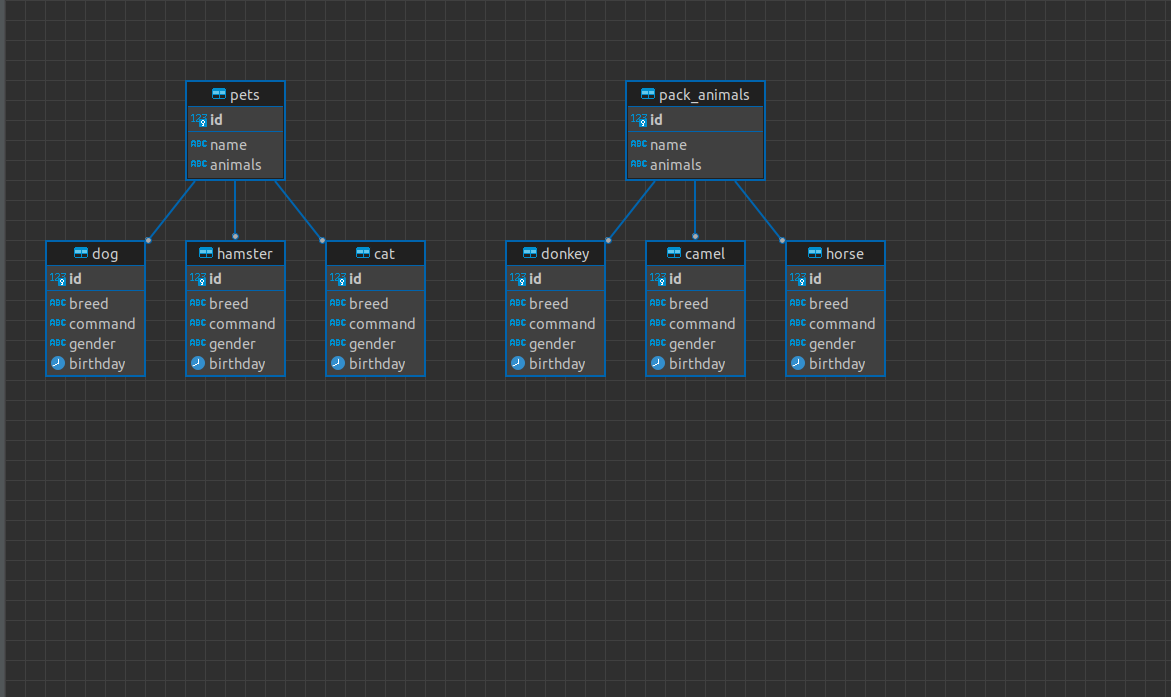 pets
123 id
ABC name
ABC animals
pack_animals
123 id
ABC name
ABC animals
dog
123 id
ABC breed
ABC command
ABC gender
birthday
hamster
123 id
ABC breed
ABC command
ABC gender
birthday
cat
123 id
ABC breed
ABC command
ABC gender
birthday
donkey
123 id
ABC breed
ABC command
ABC gender
birthday
camel
123 id
ABC breed
ABC command
ABC gender
birthday
horse
123 id
ABC breed
ABC command
ABC gender
birthday